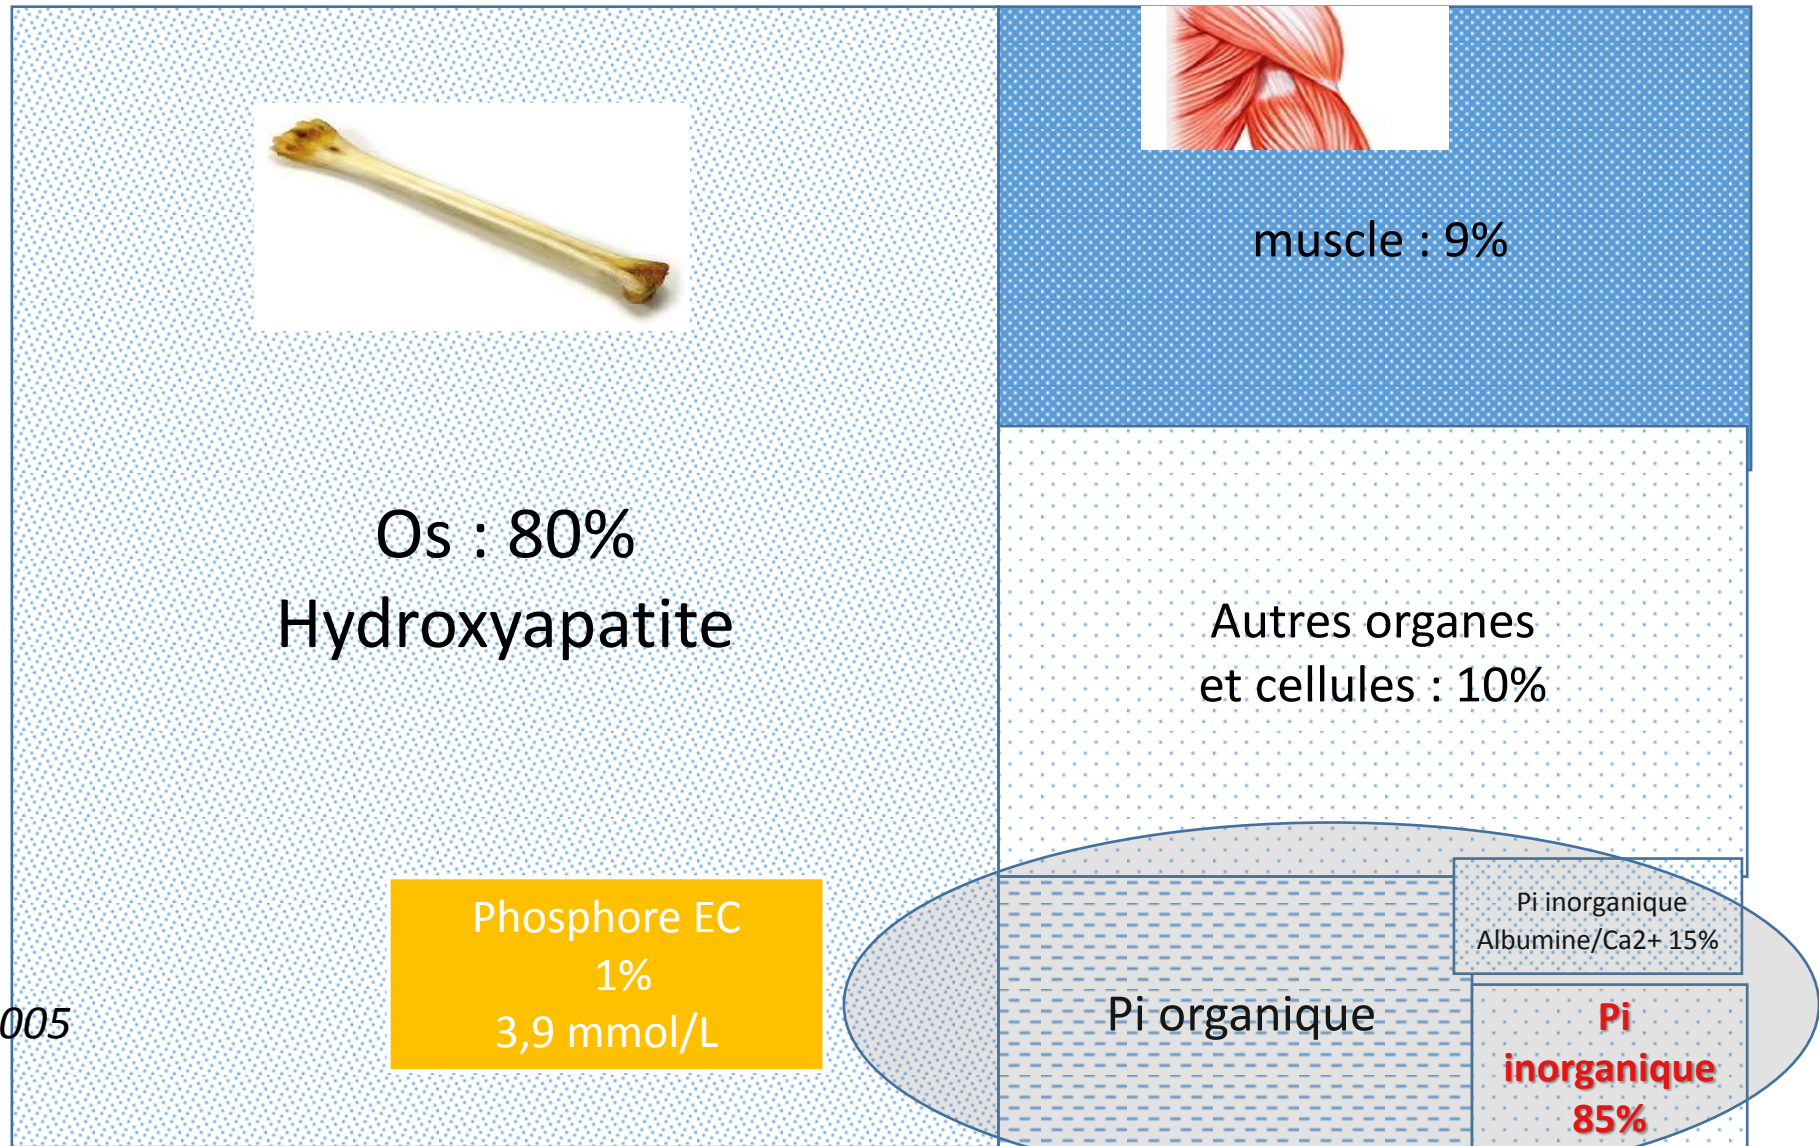 muscle : 9%
Os : 80%
Hydroxyapatite
Autres organes
et cellules : 10%
Phosphore EC
1%
3,9 mmol/L
Pi inorganique
Albumine/Ca2+ 15%
Pi organique
Pi
inorganique
85%
005